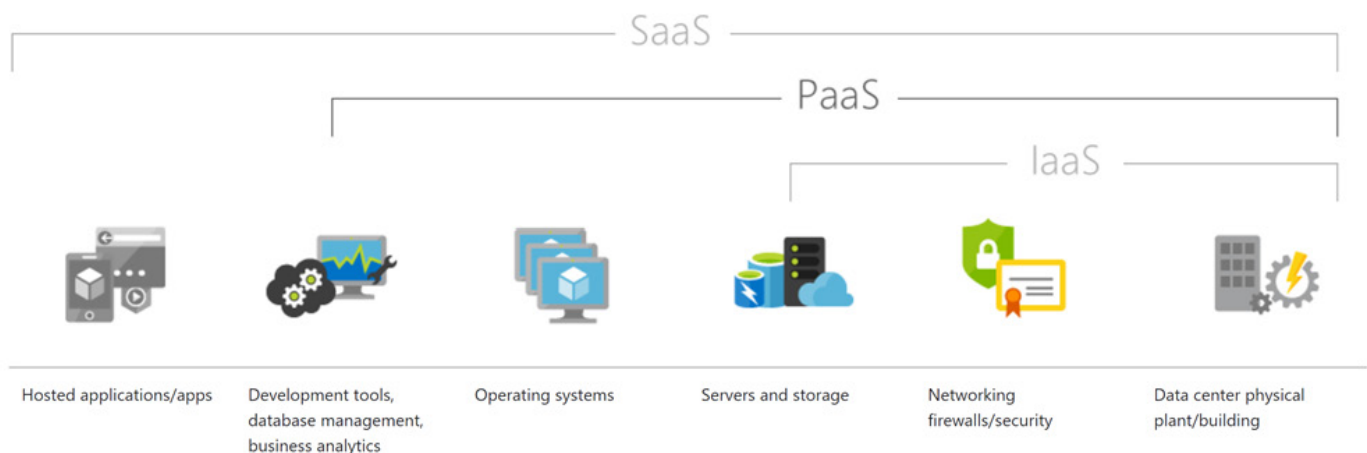 SaaS
PaaS
IaaS
Hosted applications/apps
Development tools,
database management,
business analytics
Operating systems
Servers and storage
Networking
firewalls/security
Data center physical
plant/building